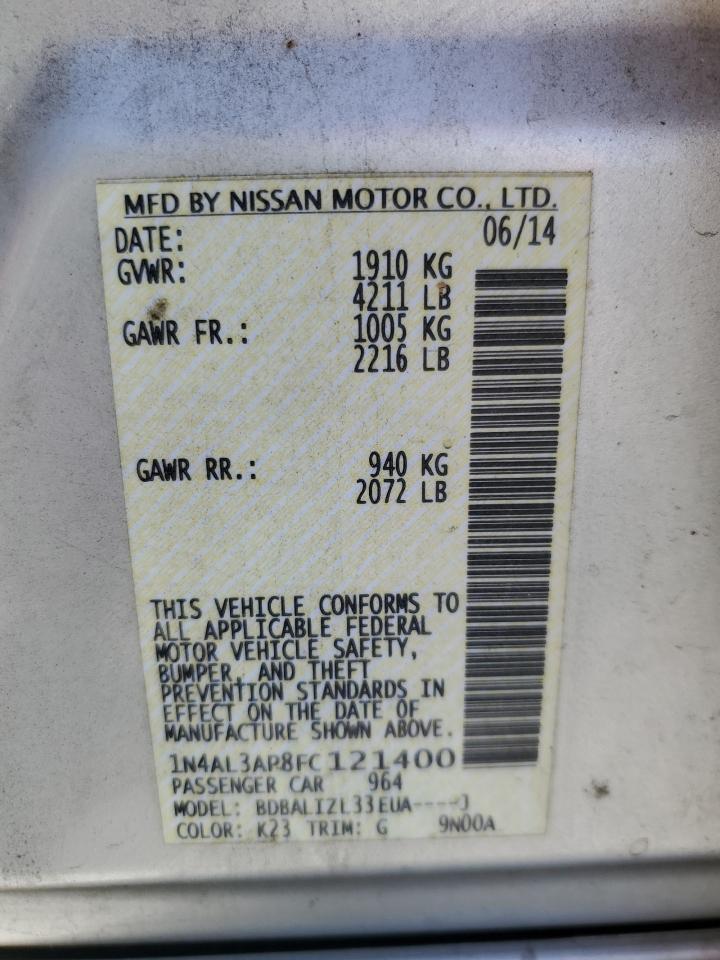 MFD BY NISSAN MOTOR CO., LTD.
DATE: 06/14
GVWR: 1910 KG
4211 LB
GAWR FR.: 1005 KG
2216 LB
GAWR RR.: 940 KG
2072 LB
THIS VEHICLE CONFORMS TO
ALL APPLICABLE FEDERAL
MOTOR VEHICLE SAFETY,
BUMPER, AND THEFT
PREVENTION STANDARDS IN
EFFECT ON THE DATE OF
MANUFACTURE SHOWN ABOVE.
1N4AL3AP8FC121400
PASSENGER CAR 964
MODEL: BDBALIZL33EUA----J
COLOR: K23 TRIM: G 9N00A